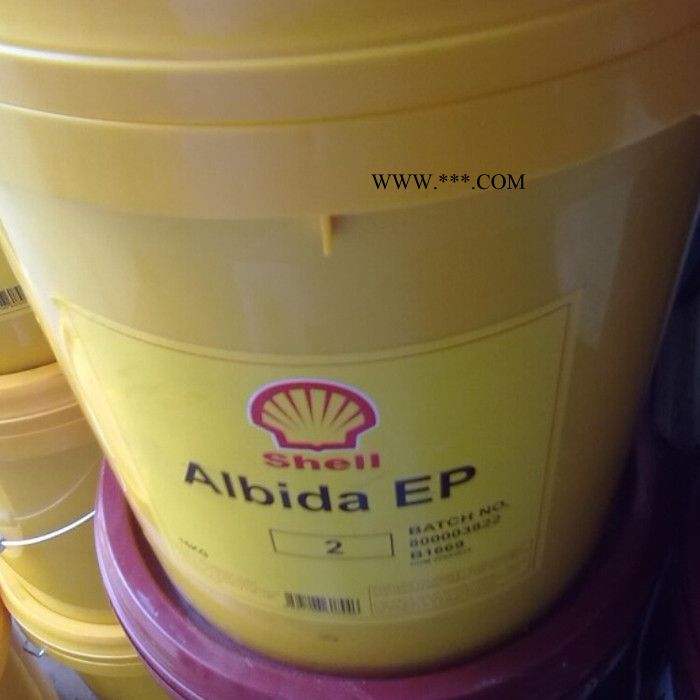 WWW.***.COM
Shell
Albida EP
2
BATCH NO.
800003822
B1669